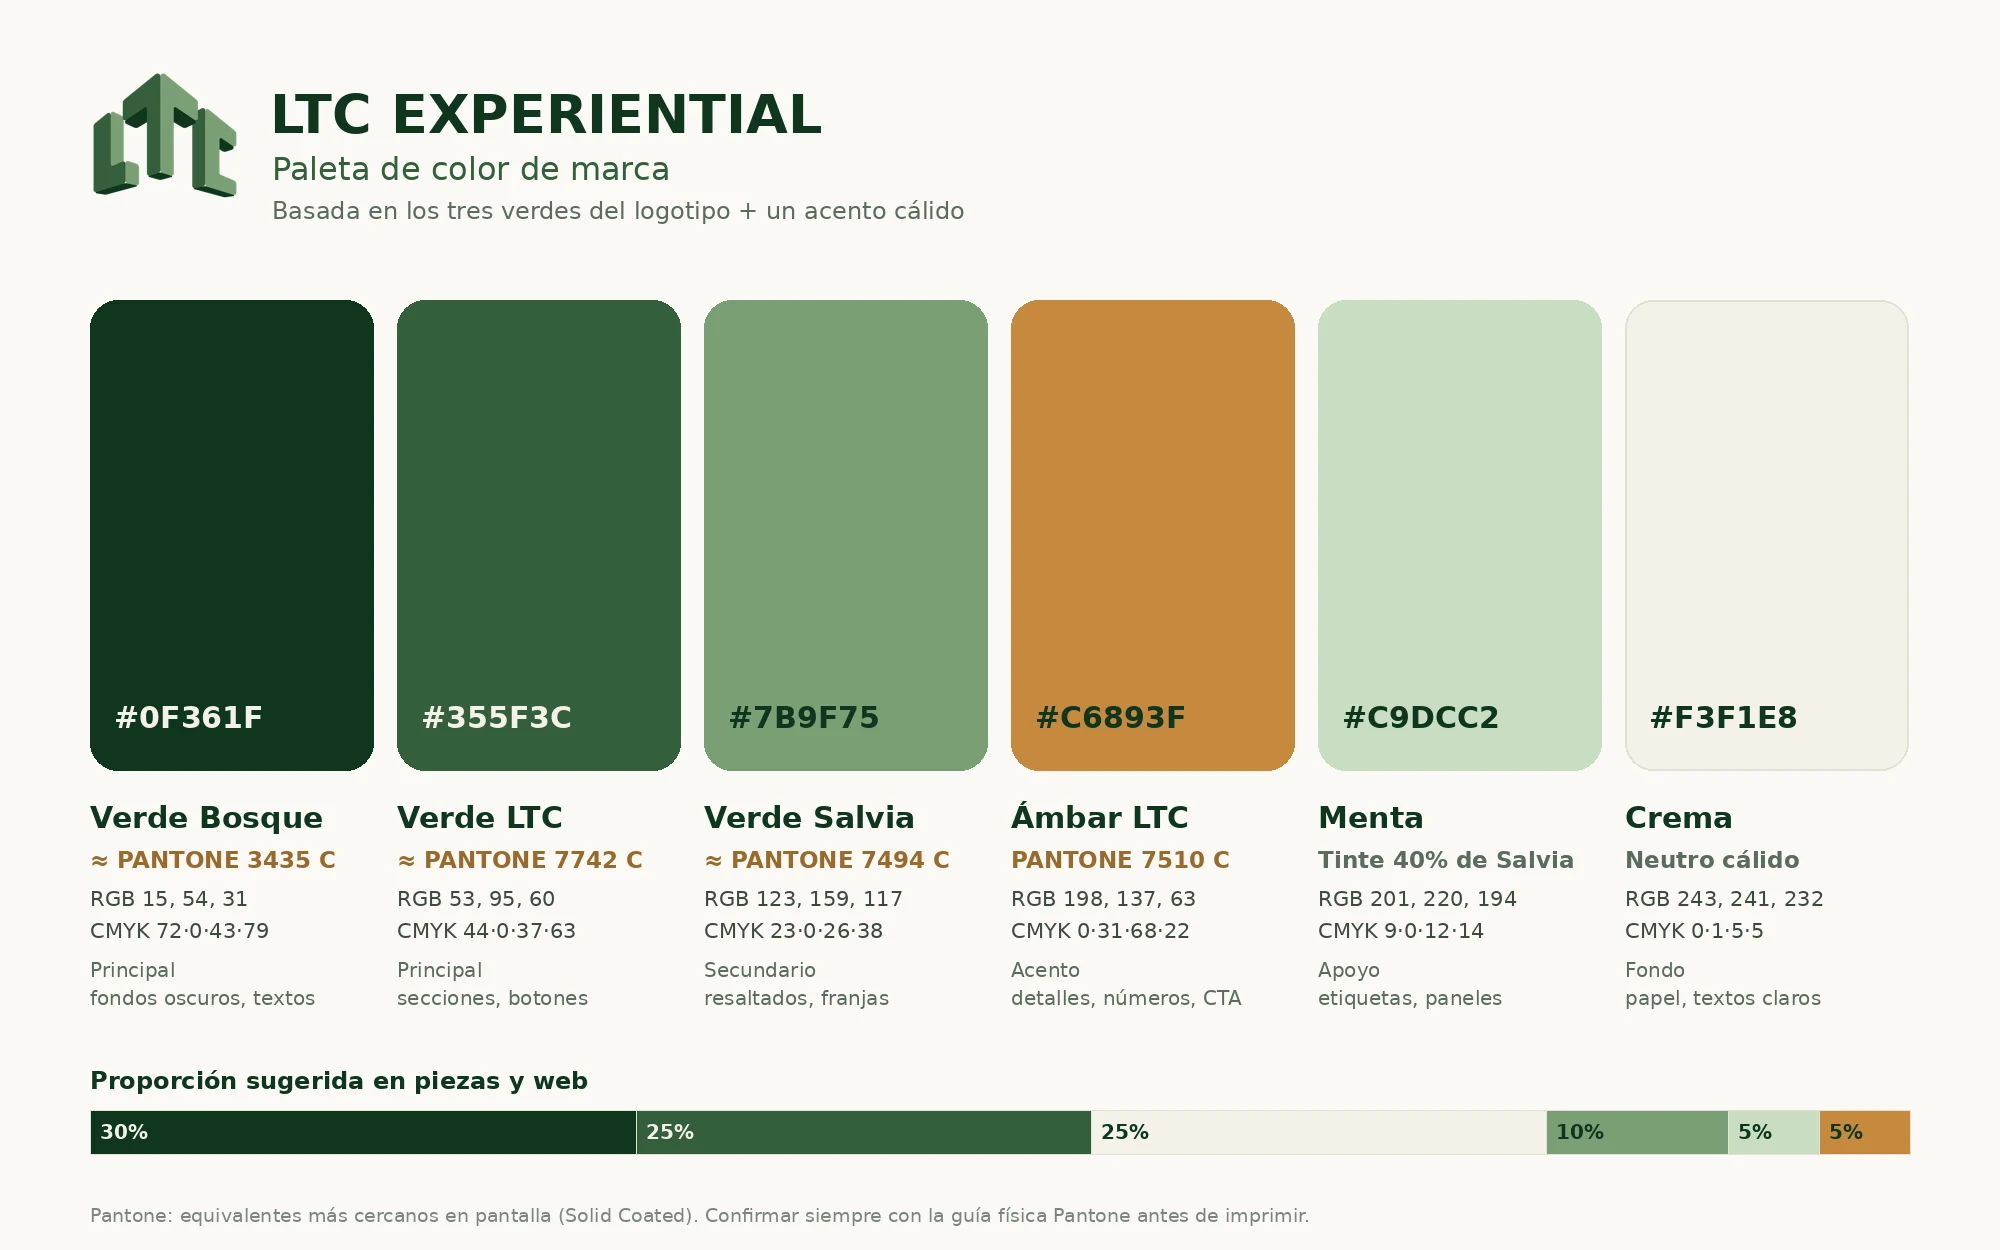 LTC
LTC EXPERIENTIAL
Paleta de color de marca
Basada en los tres verdes del logotipo + un acento cálido
#0F361F
#355F3C
#7B9F75
#C6893F
#C9DCC2
#F3F1E8
Verde Bosque
≈ PANTONE 3435 C
RGB 15, 54, 31
CMYK 72·0·43·79
Principal
fondos oscuros, textos
Verde LTC
≈ PANTONE 7742 C
RGB 53, 95, 60
CMYK 44·0·37·63
Principal
secciones, botones
Verde Salvia
≈ PANTONE 7494 C
RGB 123, 159, 117
CMYK 23·0·26·38
Secundario
resaltados, franjas
Ámbar LTC
PANTONE 7510 C
RGB 198, 137, 63
CMYK 0·31·68·22
Acento
detalles, números, CTA
Menta
Tinte 40% de Salvia
RGB 201, 220, 194
CMYK 9·0·12·14
Apoyo
etiquetas, paneles
Crema
Neutro cálido
RGB 243, 241, 232
CMYK 0·1·5·5
Fondo
papel, textos claros
Proporción sugerida en piezas y web
30% 25% 25% 10% 5% 5%
Pantone: equivalentes más cercanos en pantalla (Solid Coated). Confirmar siempre con la guía física Pantone antes de imprimir.